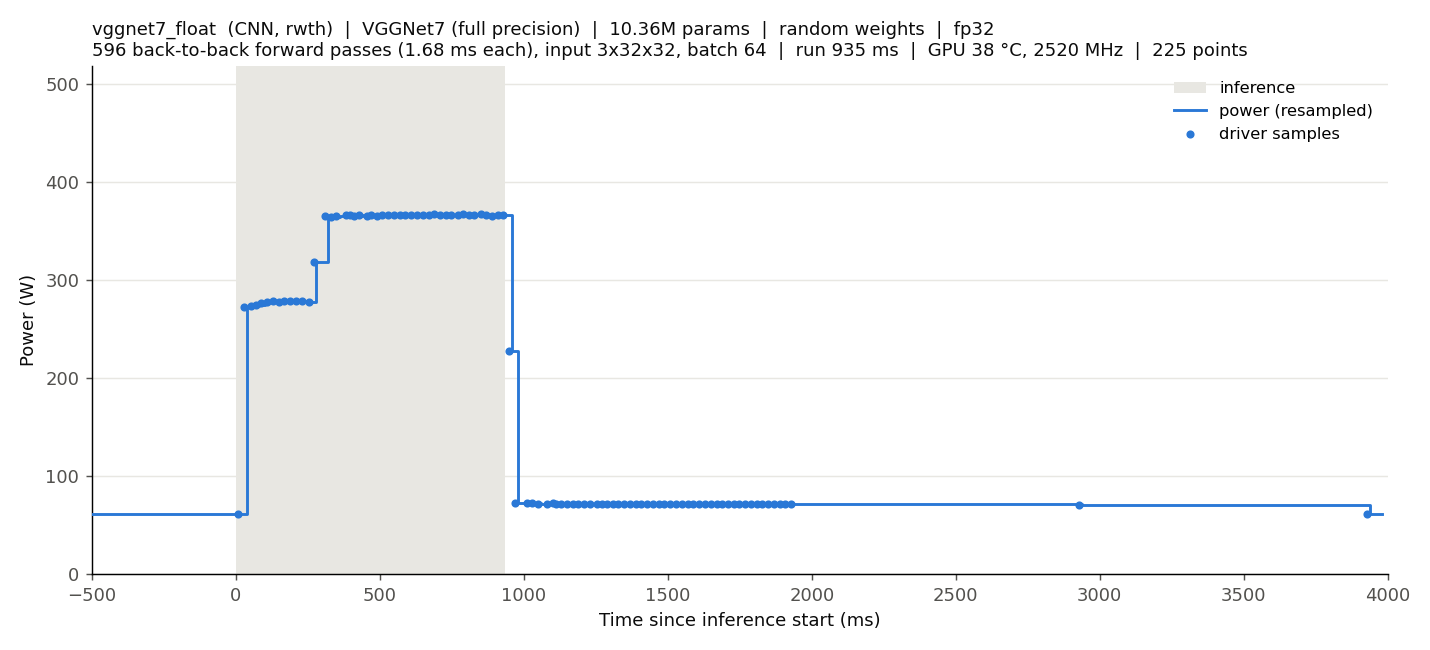 vggnet7_float  (CNN, rwth)  |  VGGNet7 (full precision)  |  10.36M params  |  random weights  |  fp32
596 back-to-back forward passes (1.68 ms each), input 3x32x32, batch 64  |  run 935 ms  |  GPU 38 °C, 2520 MHz  |  225 points
inference
power (resampled)
driver samples
Power (W)
500
400
300
200
100
0
−500
0
500
1000
1500
2000
2500
3000
3500
4000
Time since inference start (ms)